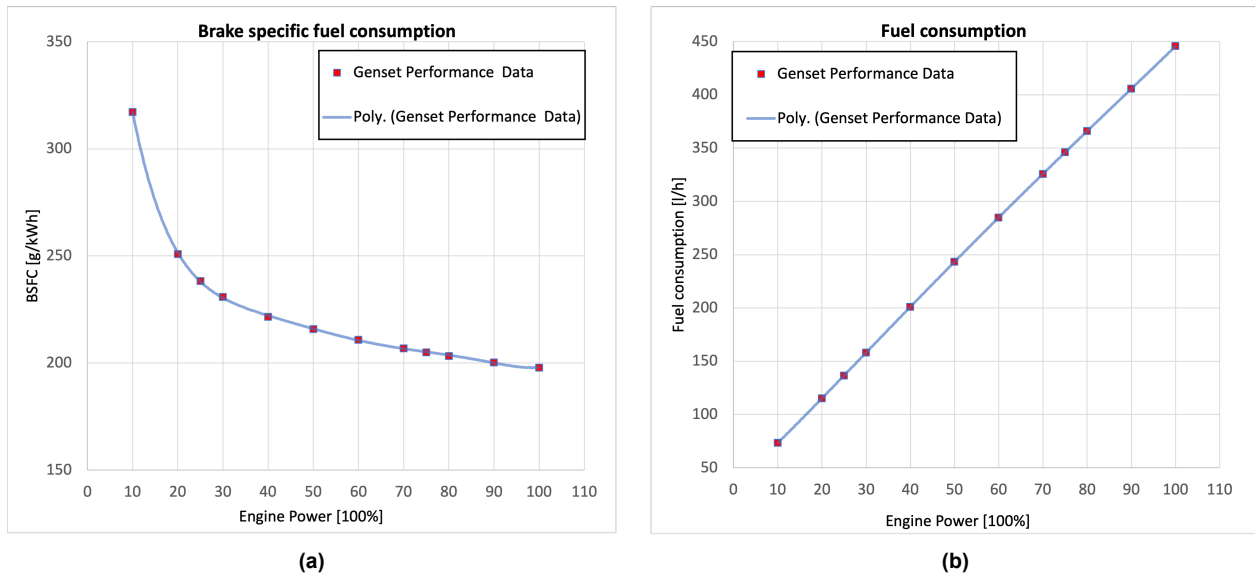 Brake specific fuel consumption
Genset Performance Data
Poly. (Genset Performance Data)
BSFC [g/kWh]
350
300
250
200
150
0 10 20 30 40 50 60 70 80 90 100 110
Engine Power [100%]
(a)
Fuel consumption
Genset Performance Data
Poly. (Genset Performance Data)
Fuel consumption [l/h]
450
400
350
300
250
200
150
100
50
0 10 20 30 40 50 60 70 80 90 100 110
Engine Power [100%]
(b)